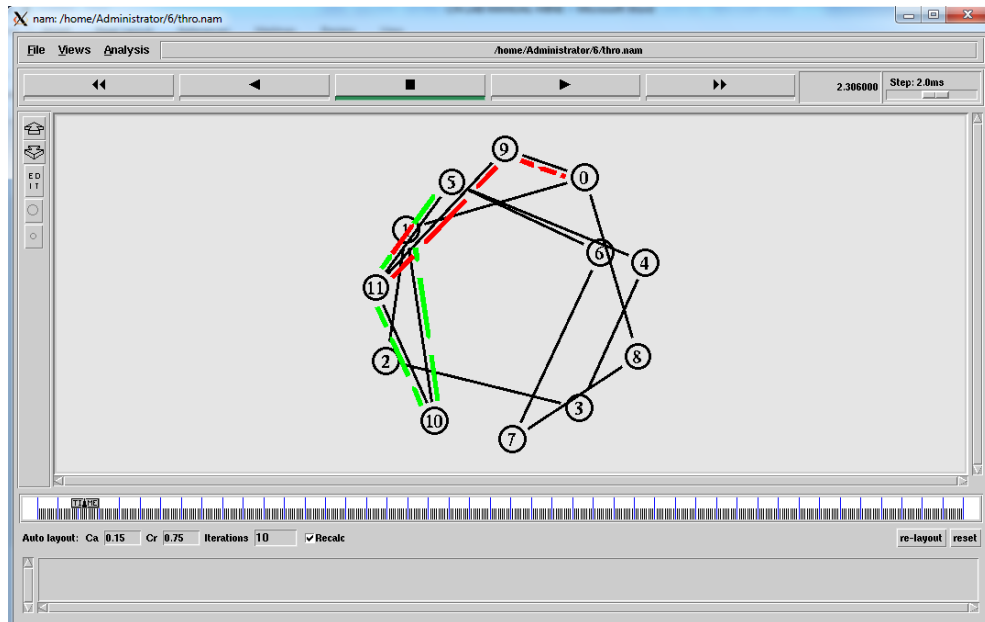 nam: /home/Administrator/6/thro.nam
File Views Analysis /home/Administrator/6/thro.nam
2.306000 Step: 2.0ms
ED
IT
9
0
5
1
6
4
11
2
8
3
10
7
TIME
Auto layout: Ca 0.15 Cr 0.75 Iterations 10 Recalc re-layout reset